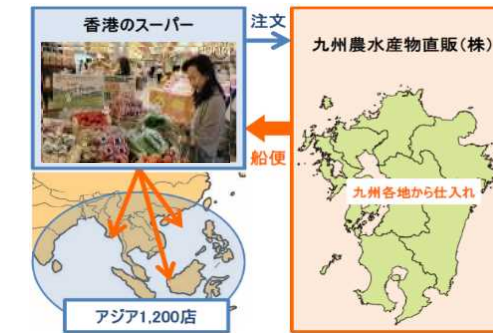 香港のスーパー
注文
九州農水産物直販(株)
船便
九州各地から仕入れ
アジア1,200店